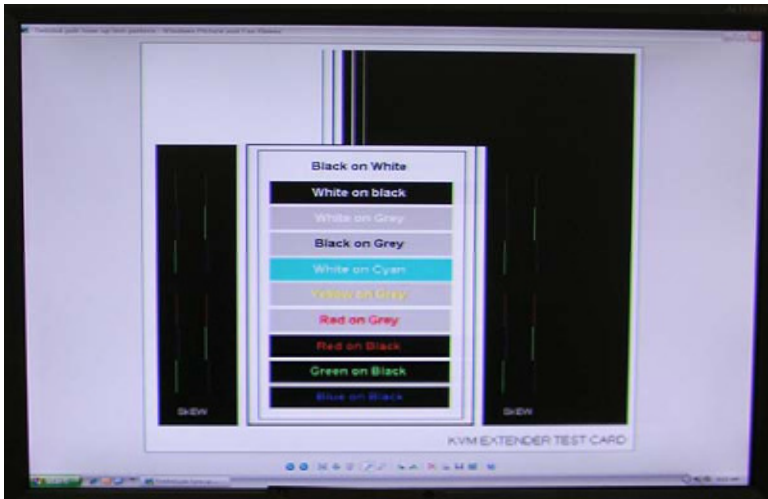 Black on White
White on black
White on Grey
Black on Grey
White on Cyan
Yellow on Grey
Red on Grey
Red on Black
Green on Black
Blue on Black
SKEW
SKEW
KVM EXTENDER TEST CARD